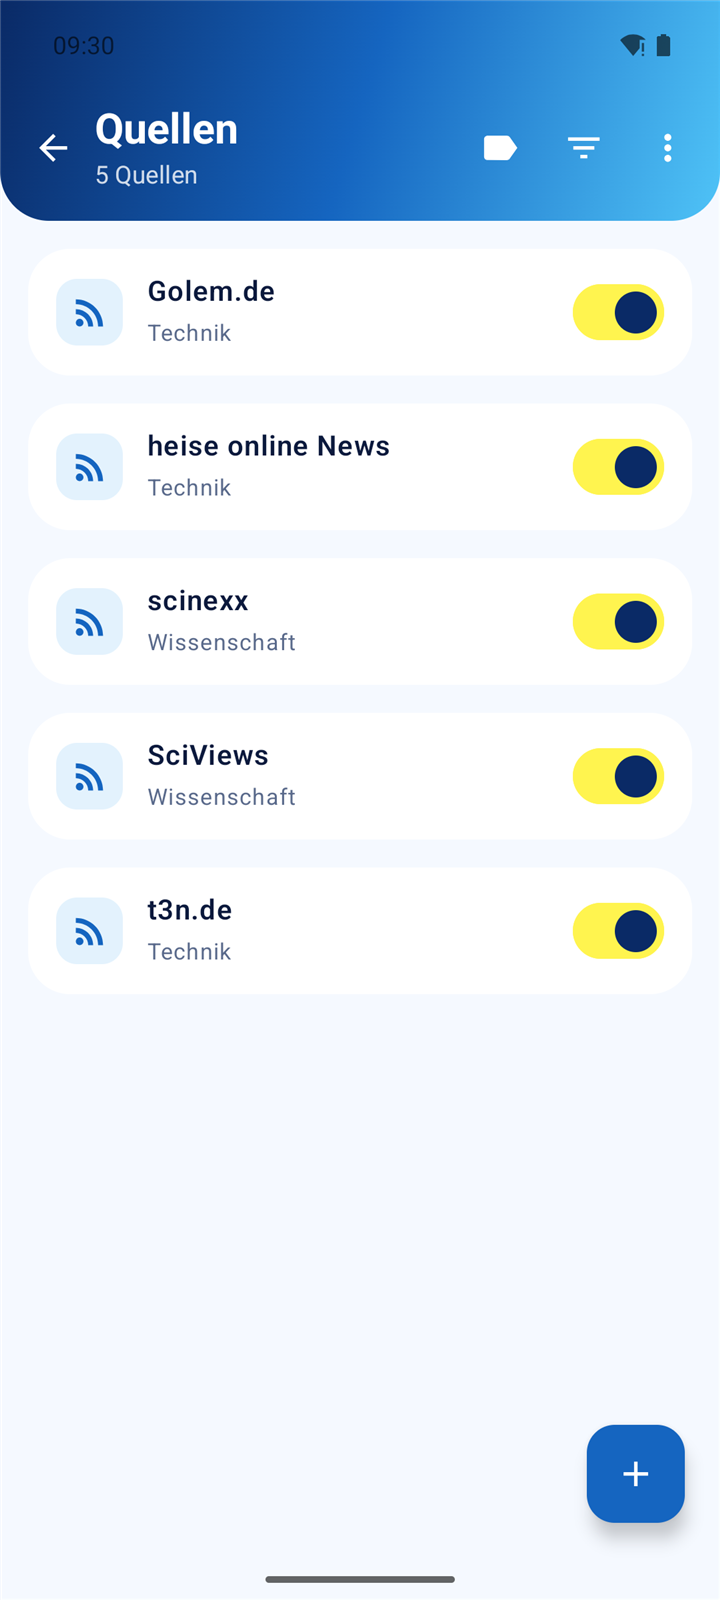 09:30
Quellen
5 Quellen
Golem.de
Technik
heise online News
Technik
scinexx
Wissenschaft
SciViews
Wissenschaft
t3n.de
Technik